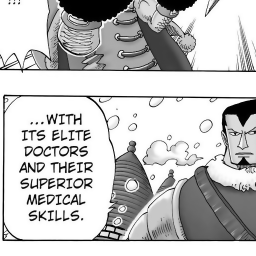 !!!
...WITH
ITS ELITE
DOCTORS
AND THEIR
SUPERIOR
MEDICAL
SKILLS.